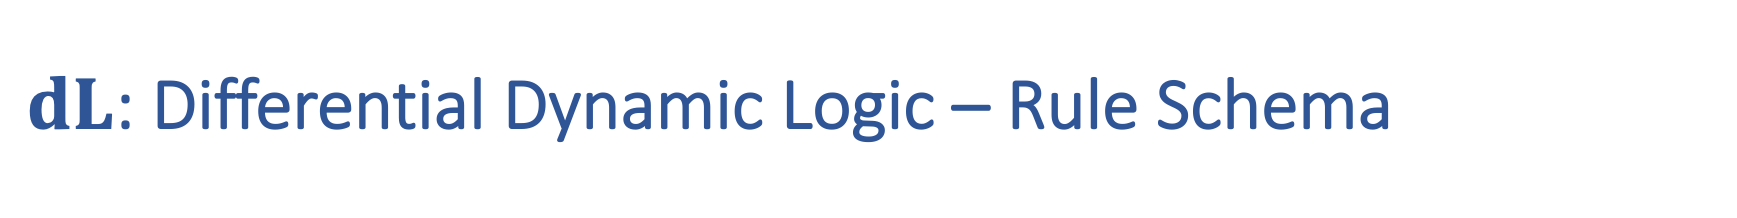 dL: Differential Dynamic Logic – Rule Schema